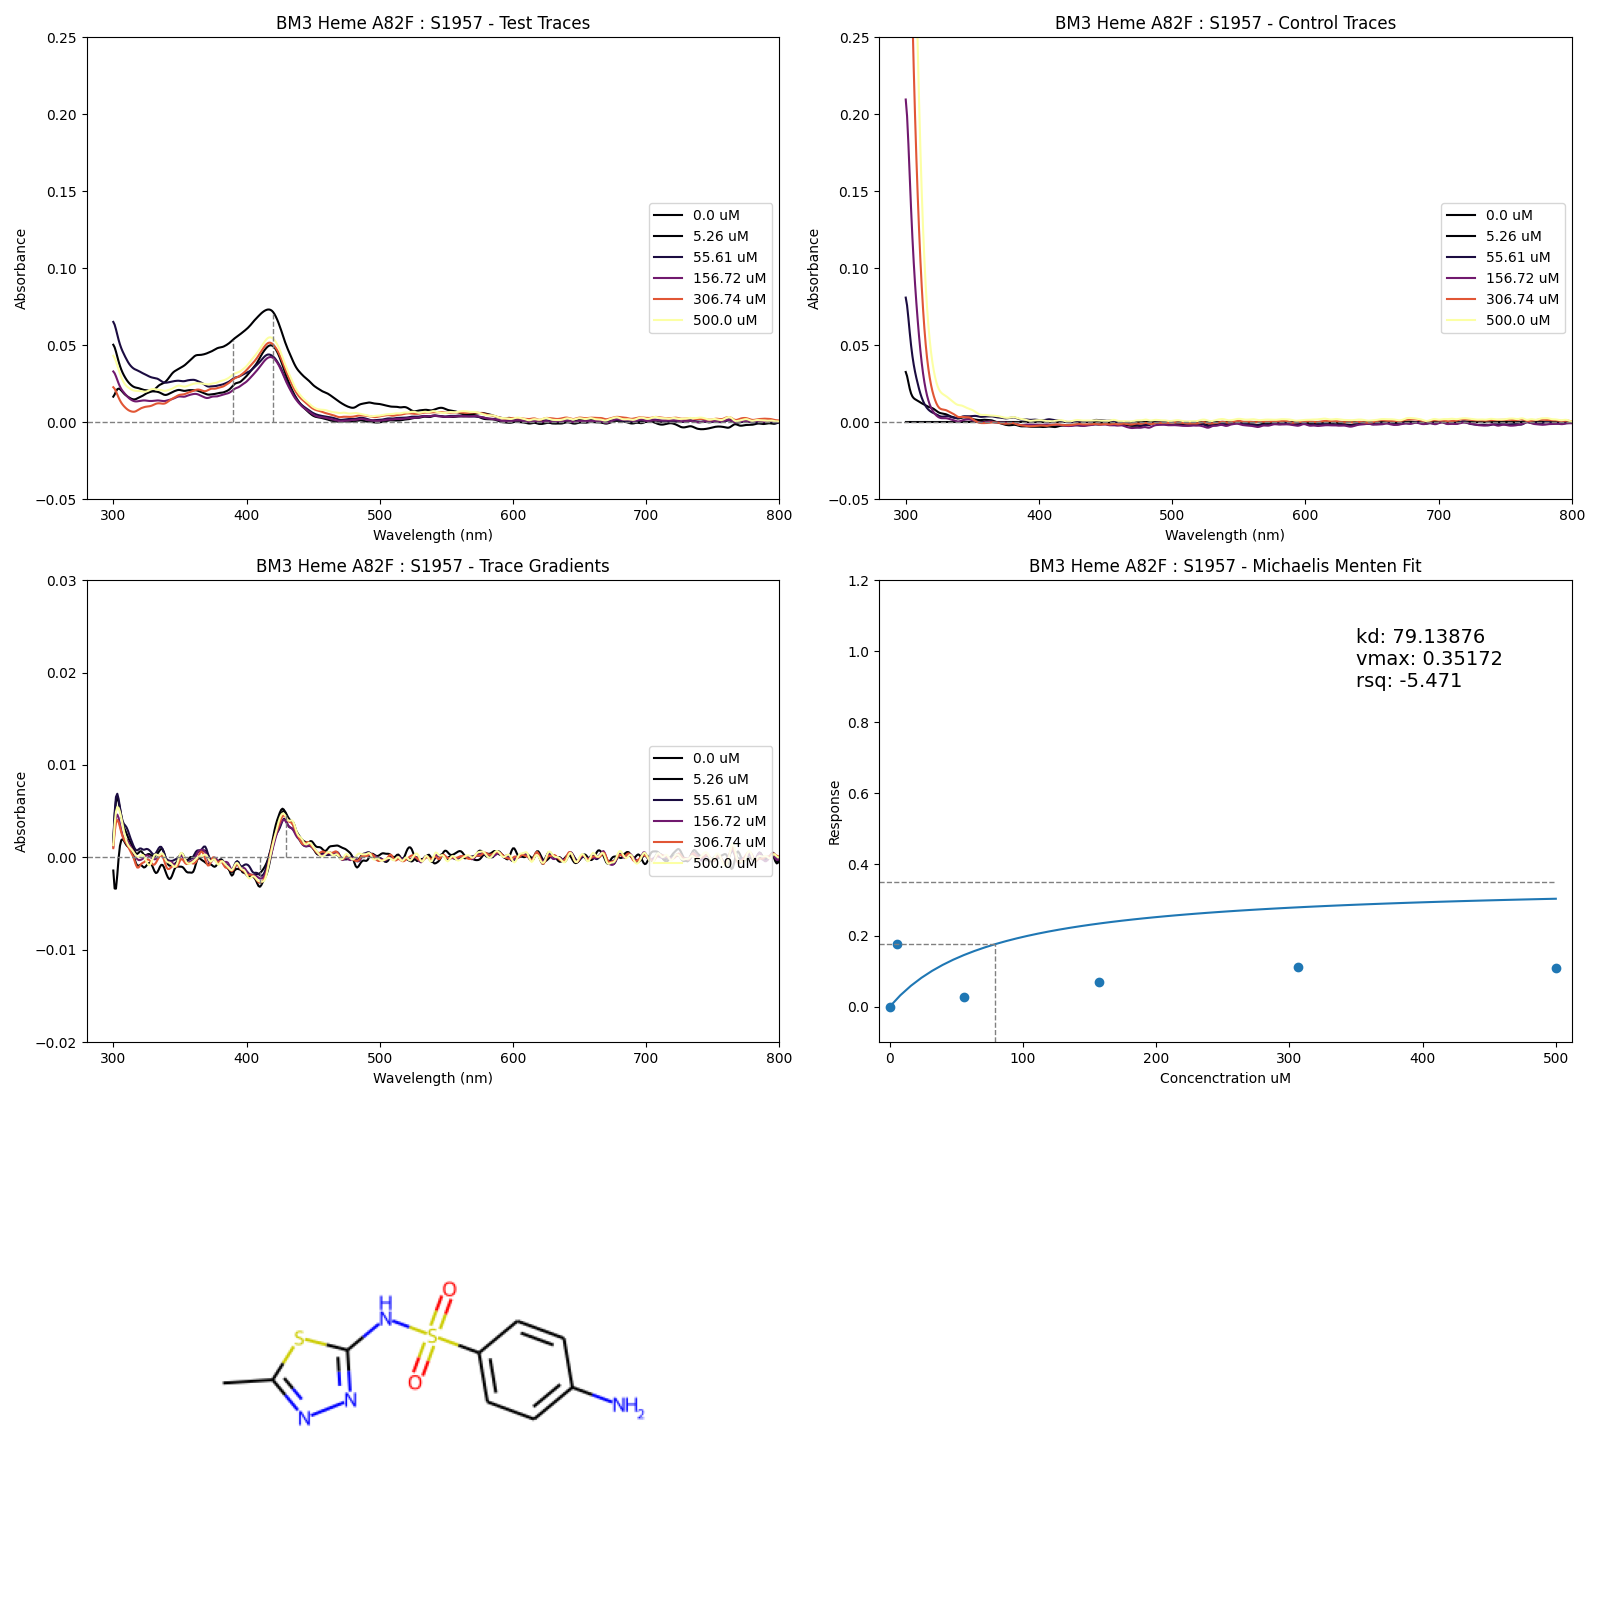 BM3 Heme A82F : S1957 - Test Traces
0.25
0.20
0.15
0.10
0.05
0.00
−0.05
Absorbance
300 400 500 600 700 800
Wavelength (nm)
0.0 uM
5.26 uM
55.61 uM
156.72 uM
306.74 uM
500.0 uM
BM3 Heme A82F : S1957 - Control Traces
0.25
0.20
0.15
0.10
0.05
0.00
−0.05
Absorbance
300 400 500 600 700 800
Wavelength (nm)
0.0 uM
5.26 uM
55.61 uM
156.72 uM
306.74 uM
500.0 uM
BM3 Heme A82F : S1957 - Trace Gradients
0.03
0.02
0.01
0.00
−0.01
−0.02
Absorbance
300 400 500 600 700 800
Wavelength (nm)
0.0 uM
5.26 uM
55.61 uM
156.72 uM
306.74 uM
500.0 uM
BM3 Heme A82F : S1957 - Michaelis Menten Fit
1.2
1.0
0.8
0.6
0.4
0.2
0.0
Response
kd: 79.13876
vmax: 0.35172
rsq: -5.471
0 100 200 300 400 500
Concenctration uM
H
N
O
S
S
O
N
N
NH2